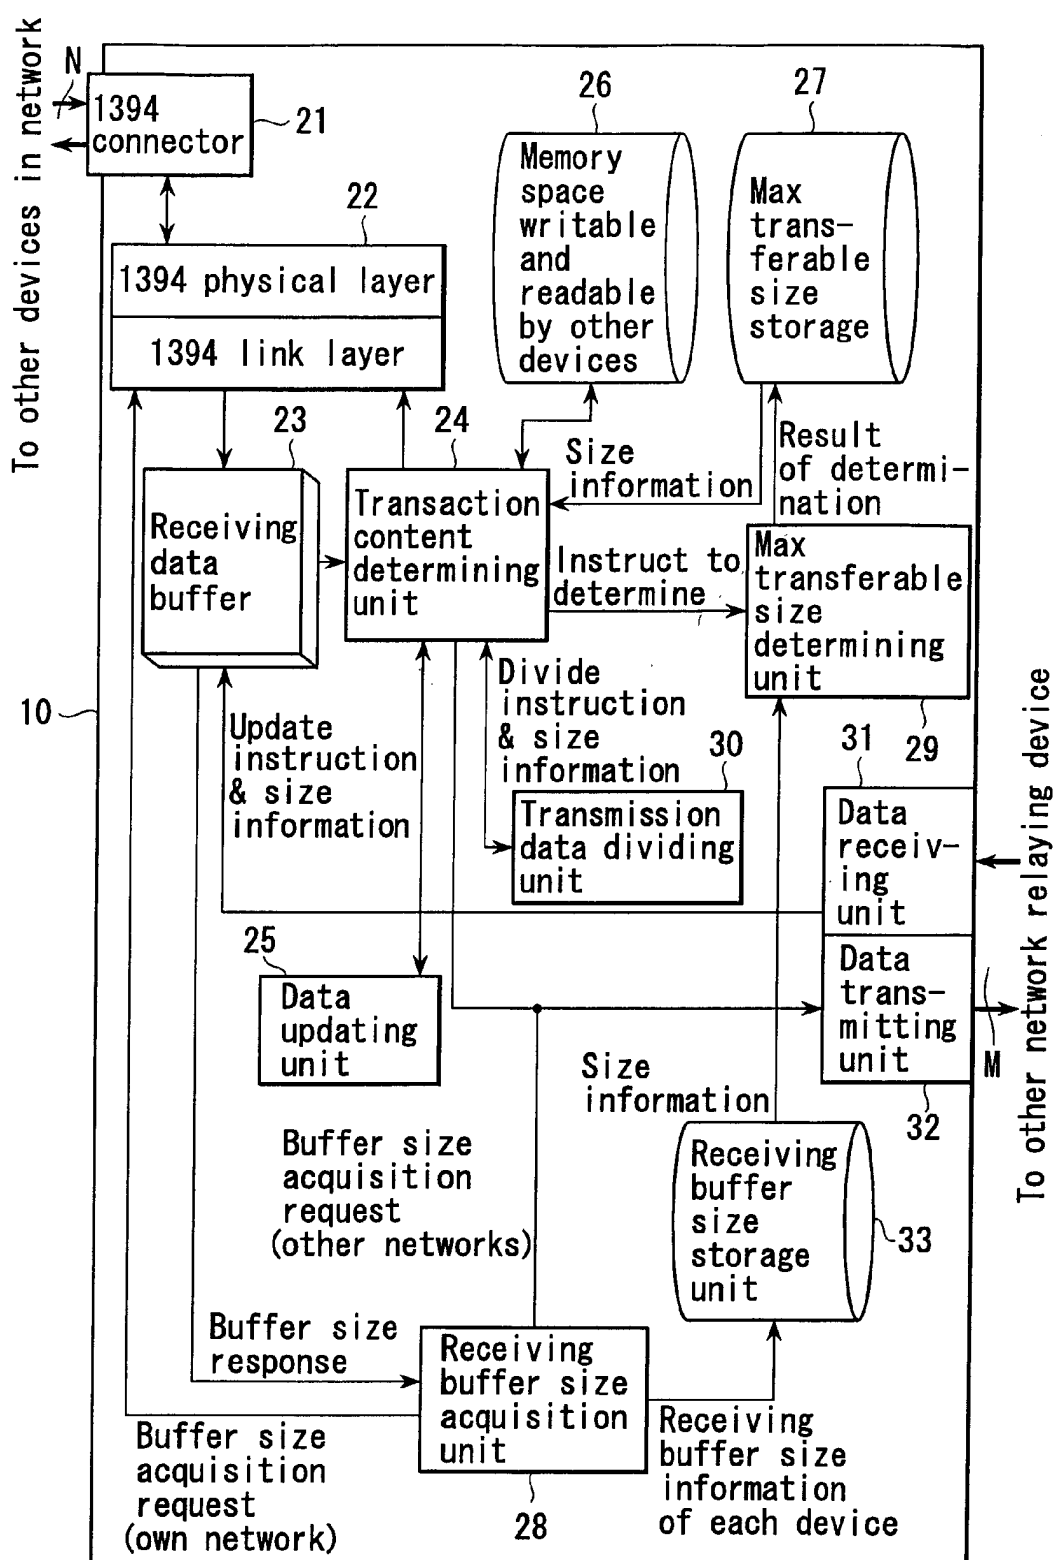 To other devices in network
N
1394
connector
21
22
1394 physical layer
1394 link layer
26
Memory
space
writable
and
readable
by other
devices
27
Max
trans-
ferable
size
storage
23
Receiving
data
buffer
24
Transaction
content
determining
unit
Size
information
Result
of determi-
nation
Instruct to
determine
Max
transferable
size
determining
unit
29
10
Update
instruction
& size
information
Divide
instruction
& size
information
30
Transmission
data dividing
unit
31
Data
receiv-
ing
unit
Data
trans-
mitting
unit
32
M
To other network relaying device
25
Data
updating
unit
Size
information
Buffer size
acquisition
request
(other networks)
Receiving
buffer
size
storage
unit
33
Buffer size
response
Receiving
buffer size
acquisition
unit
28
Buffer size
acquisition
request
(own network)
Receiving
buffer size
information
of each device